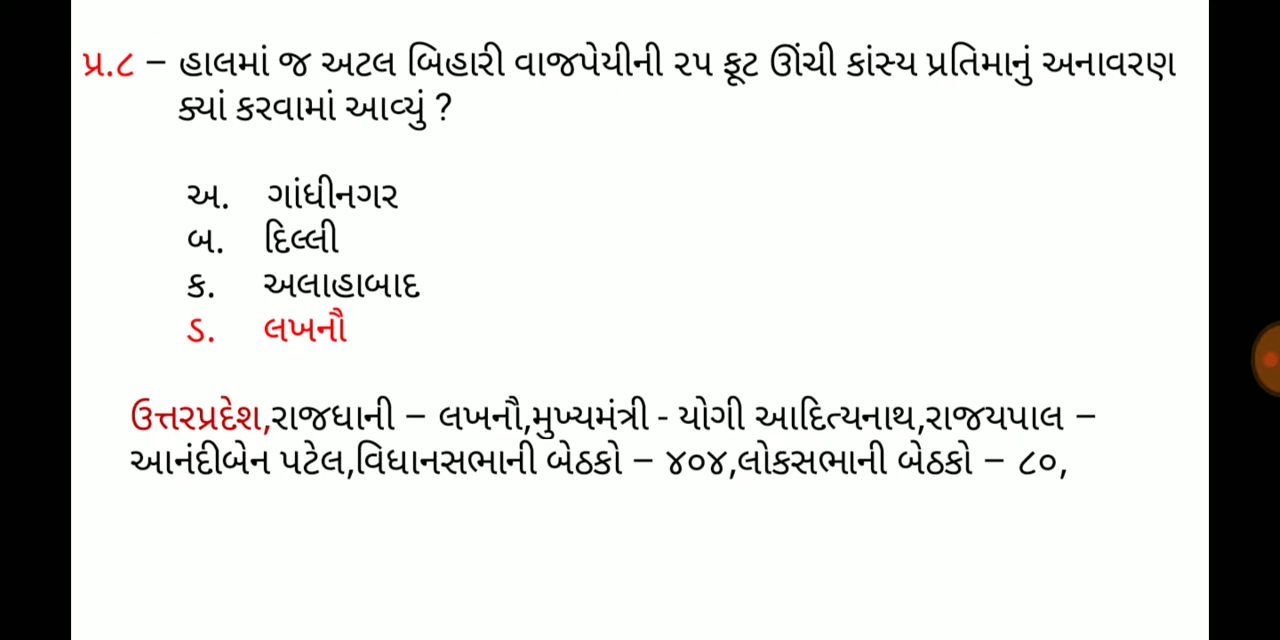 પ્ર.૮ – હાલમાં જ અટલ બિહારી વાજપેયીની ૨૫ ફૂટ ઊંચી કાંસ્ય પ્રતિમાનું અનાવરણ
ક્યાં કરવામાં આવ્યું ?
અ. ગાંધીનગર
બ. દિલ્લી
ક. અલાહાબાદ
ડ. લખનૌ
ઉત્તરપ્રદેશ,રાજધાની – લખનૌ,મુખ્યમંત્રી - યોગી આદિત્યનાથ,રાજયપાલ –
આનંદીબેન પટેલ,વિધાનસભાની બેઠકો – ૪૦૪,લોકસભાની બેઠકો – ૮૦,